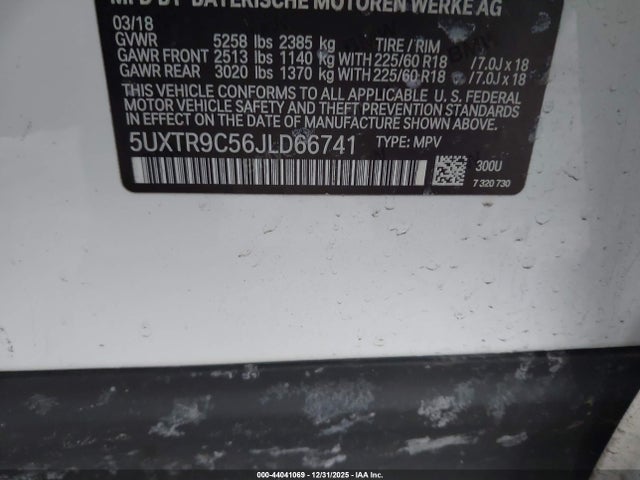 MFD BY BAYERISCHE MOTOREN WERKE AG
03/18
GVWR 5258 lbs 2385 kg TIRE / RIM
GAWR FRONT 2513 lbs 1140 kg WITH 225/60 R18 /7.0J x 18
GAWR REAR 3020 lbs 1370 kg WITH 225/60 R18 /7.0J x 18
THIS VEHICLE CONFORMS TO ALL APPLICABLE U. S. FEDERAL
MOTOR VEHICLE SAFETY AND THEFT PREVENTION STANDARDS
IN EFFECT ON THE DATE OF MANUFACTURE SHOWN ABOVE.
5UXTR9C56JLD66741 TYPE: MPV
300U
7 320 730
000-44041069 - 12/31/2025 - IAA Inc.